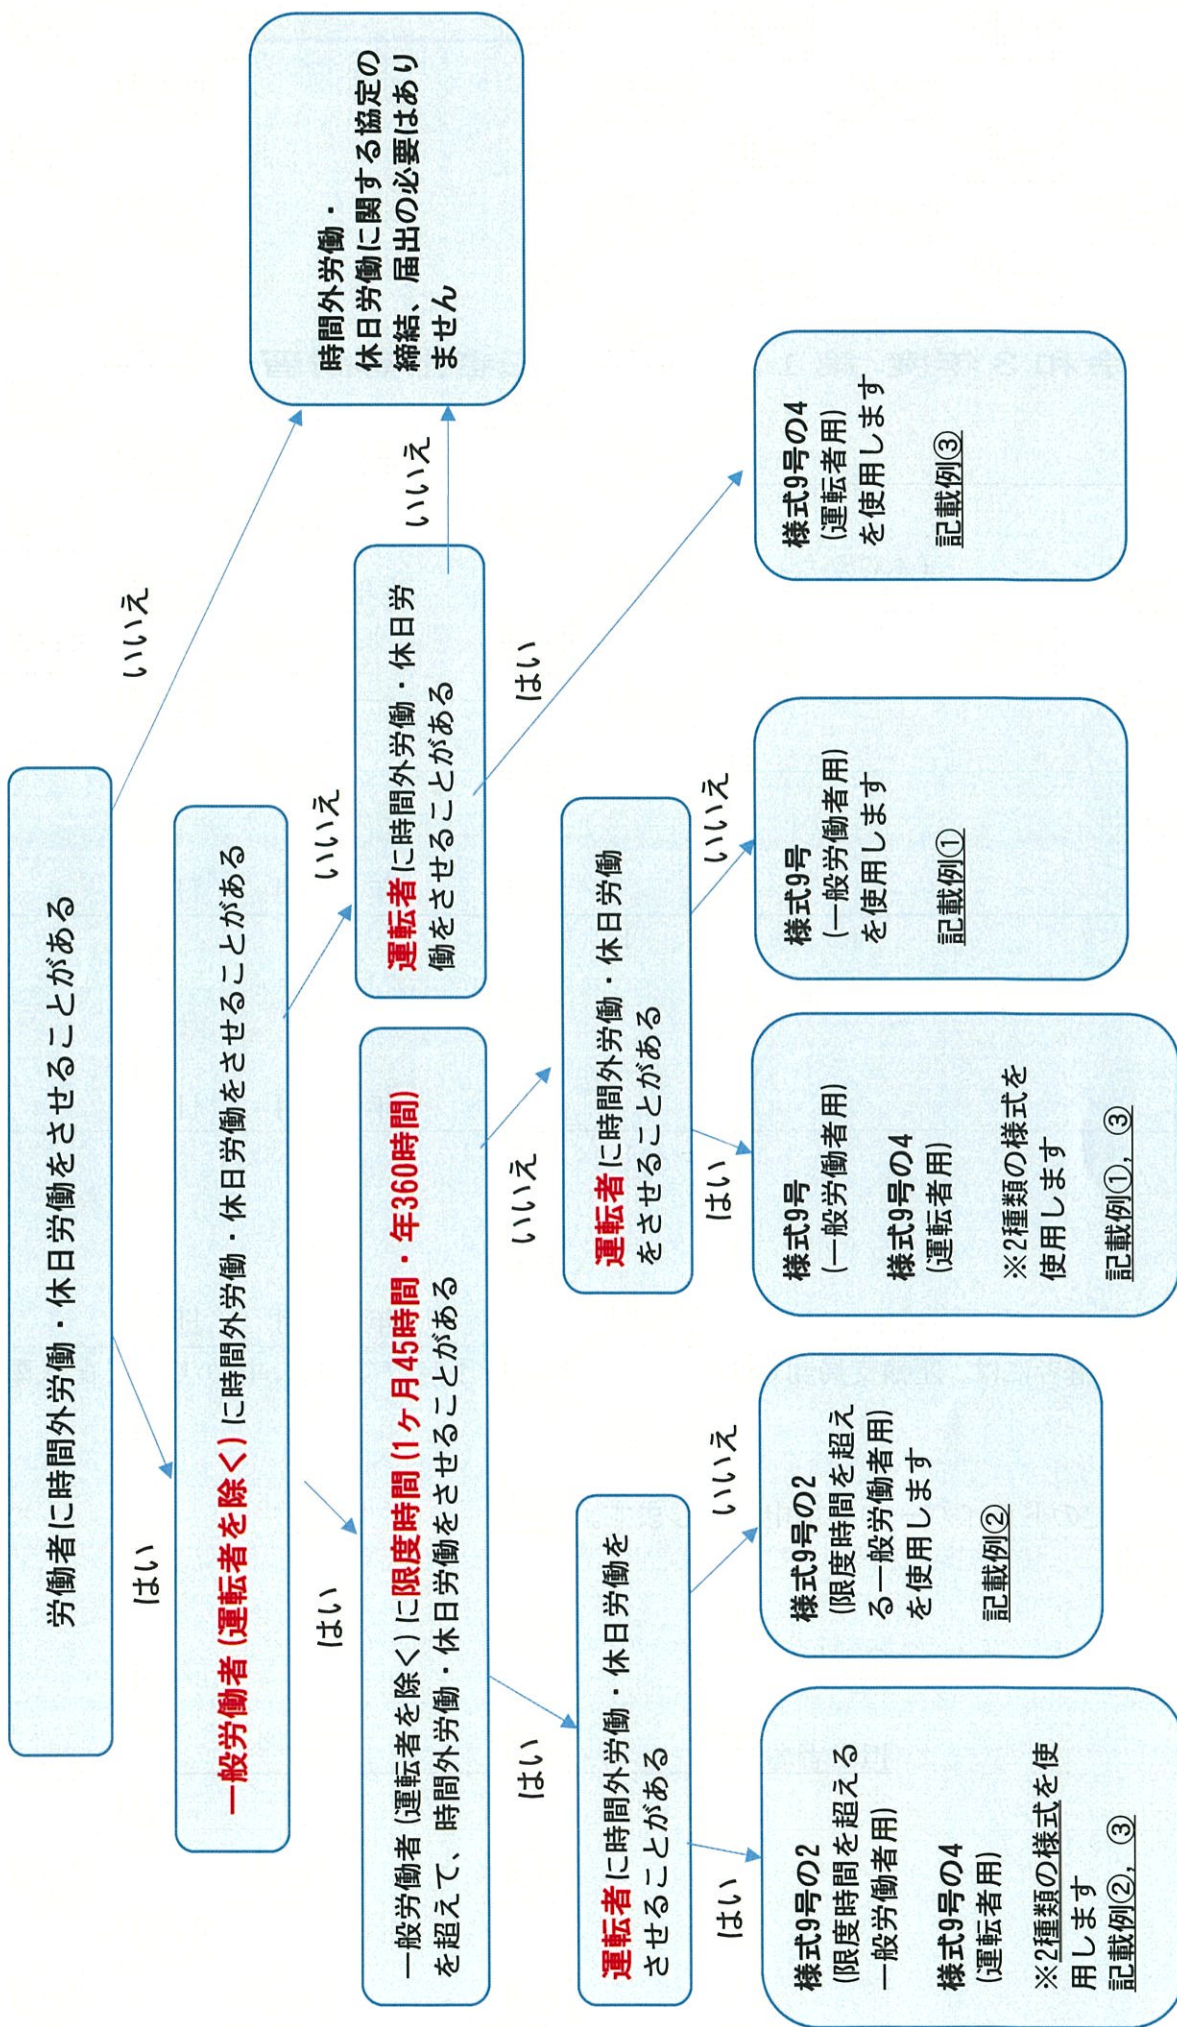 労働者に時間外労働・休日労働をさせることがある
はい
いいえ
一般労働者(運転者を除く)に時間外労働・休日労働をさせることがある
はい
いいえ
時間外労働・
休日労働に関する協定の
締結、届出の必要はあり
ません
一般労働者(運転者を除く)に限度時間(1ヶ月45時間・年360時間)
を超えて、時間外労働・休日労働をさせることがある
はい
いいえ
運転者に時間外労働・休日労
働をさせることがある
いいえ
はい
運転者に時間外労働・休日労働を
させることがある
はい
いいえ
運転者に時間外労働・休日労働
をさせることがある
はい
いいえ
様式9号の2
(限度時間を超える
一般労働者用)
様式9号の4
(運転者用)
※2種類の様式を使
用します
記載例②，③
様式9号の2
(限度時間を超え
る一般労働者用)
を使用します
記載例②
様式9号
(一般労働者用)
様式9号の4
(運転者用)
※2種類の様式を
使用します
記載例①，③
様式9号
(一般労働者用)
を使用します
記載例①
様式9号の4
(運転者用)
を使用します
記載例③